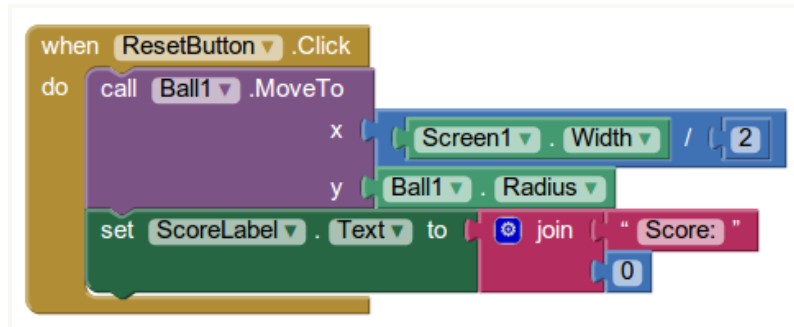 when ResetButton .Click
do call Ball1 .MoveTo
x Screen1 . Width / 2
y Ball1 . Radius
set ScoreLabel . Text to join “ Score: ”
0